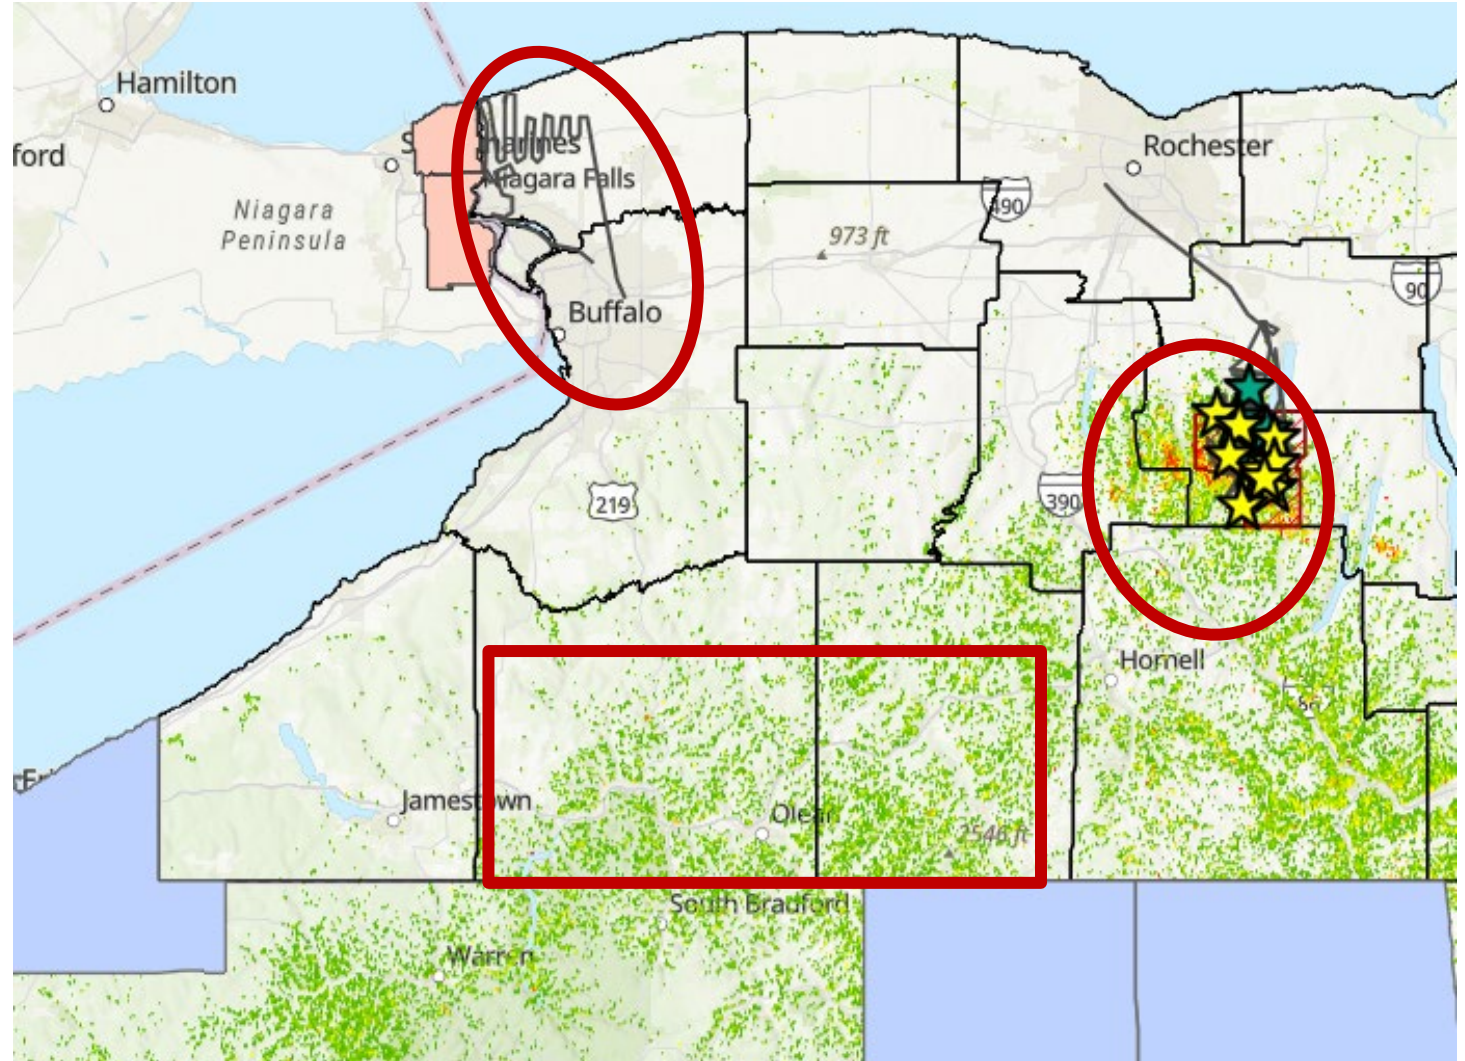 Hamilton
ford
Rochester
Niagara Falls
Niagara
Peninsula
490
973 ft
90
Buffalo
219
390
Hornell
86
Jamestown
2546 ft
South Bradford
Warren